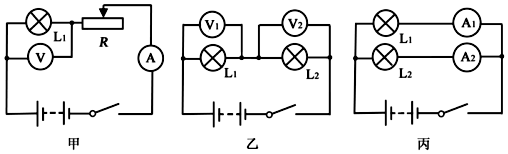 L₁ V R A
甲
V₁ V₂ L₁ L₂
乙
L₁ A₁
L₂ A₂
丙